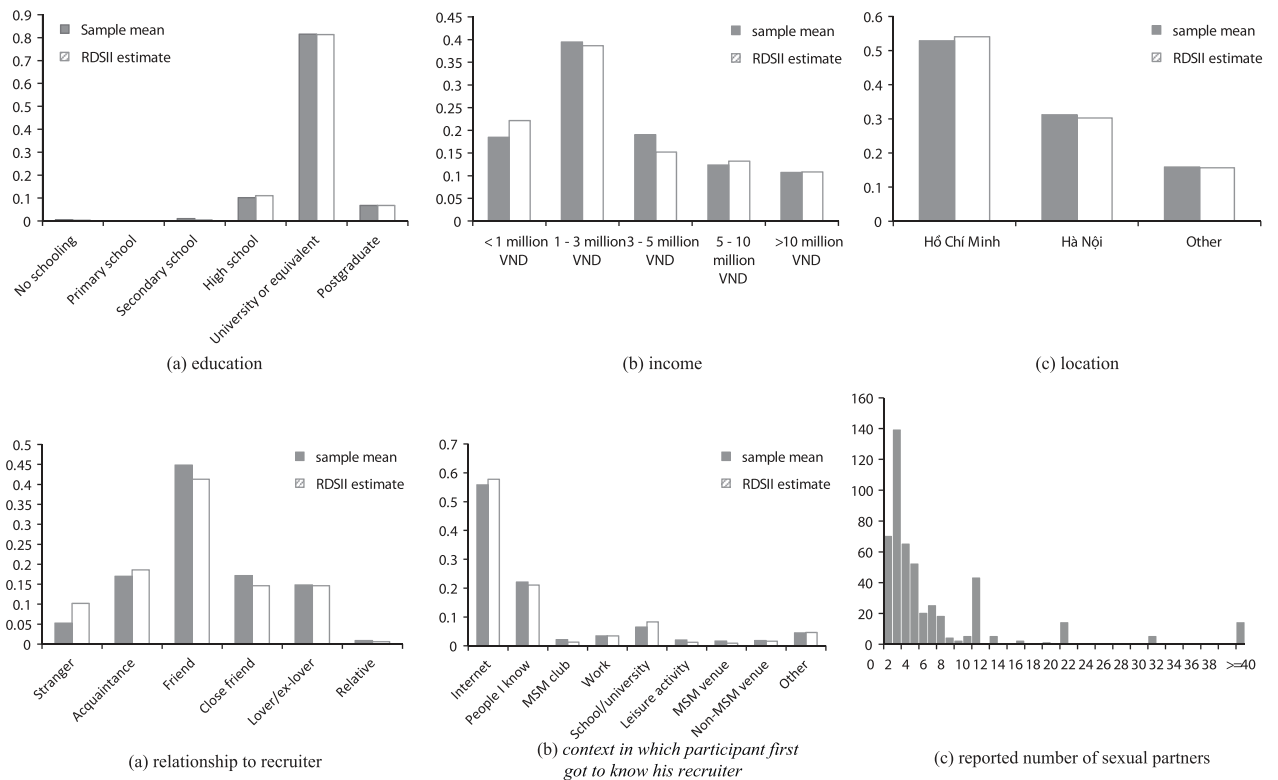 0.9
0.8
0.7
0.6
0.5
0.4
0.3
0.2
0.1
0
Sample mean
RDSII estimate
No schooling
Primary school
Secondary school
High school
University or equivalent
Postgraduate
(a) education
0.45
0.4
0.35
0.3
0.25
0.2
0.15
0.1
0.05
0
sample mean
RDSII estimate
< 1 million
VND
1 - 3 million
VND
3 - 5 million
VND
5 - 10
million
VND
>10 million
VND
(b) income
0.6
0.5
0.4
0.3
0.2
0.1
0
sample mean
RDSII estimate
Hồ Chí Minh
Hà Nội
Other
(c) location
0.5
0.45
0.4
0.35
0.3
0.25
0.2
0.15
0.1
0.05
0
sample mean
RDSII estimate
Stranger
Acquaintance
Friend
Close friend
Lover/ex-lover
Relative
(a) relationship to recruiter
0.7
0.6
0.5
0.4
0.3
0.2
0.1
0
sample mean
RDSII estimate
Internet
People I know
MSM club
Work
School/university
Leisure activity
MSM venue
Non-MSM venue
Other
(b) context in which participant first
got to know his recruiter
160
140
120
100
80
60
40
20
0
0 2 4 6 8 10 12 14 16 18 20 22 24 26 28 30 32 34 36 38 >=40
(c) reported number of sexual partners